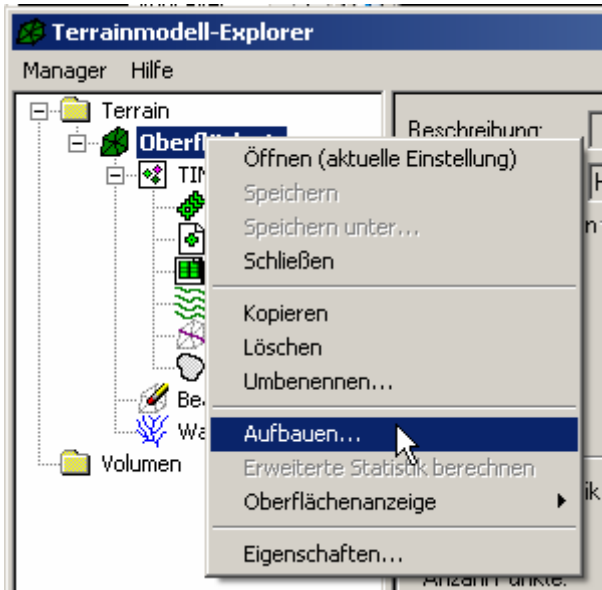 Terrainmodell-Explorer
Manager Hilfe
Terrain
Beschreibung:
Öffnen (aktuelle Einstellung)
Speichern
Speichern unter...
Schließen
Kopieren
Löschen
Umbenennen...
Aufbauen...
Volumen
Erweiterte Statistik berechnen
Oberflächenanzeige
Eigenschaften...